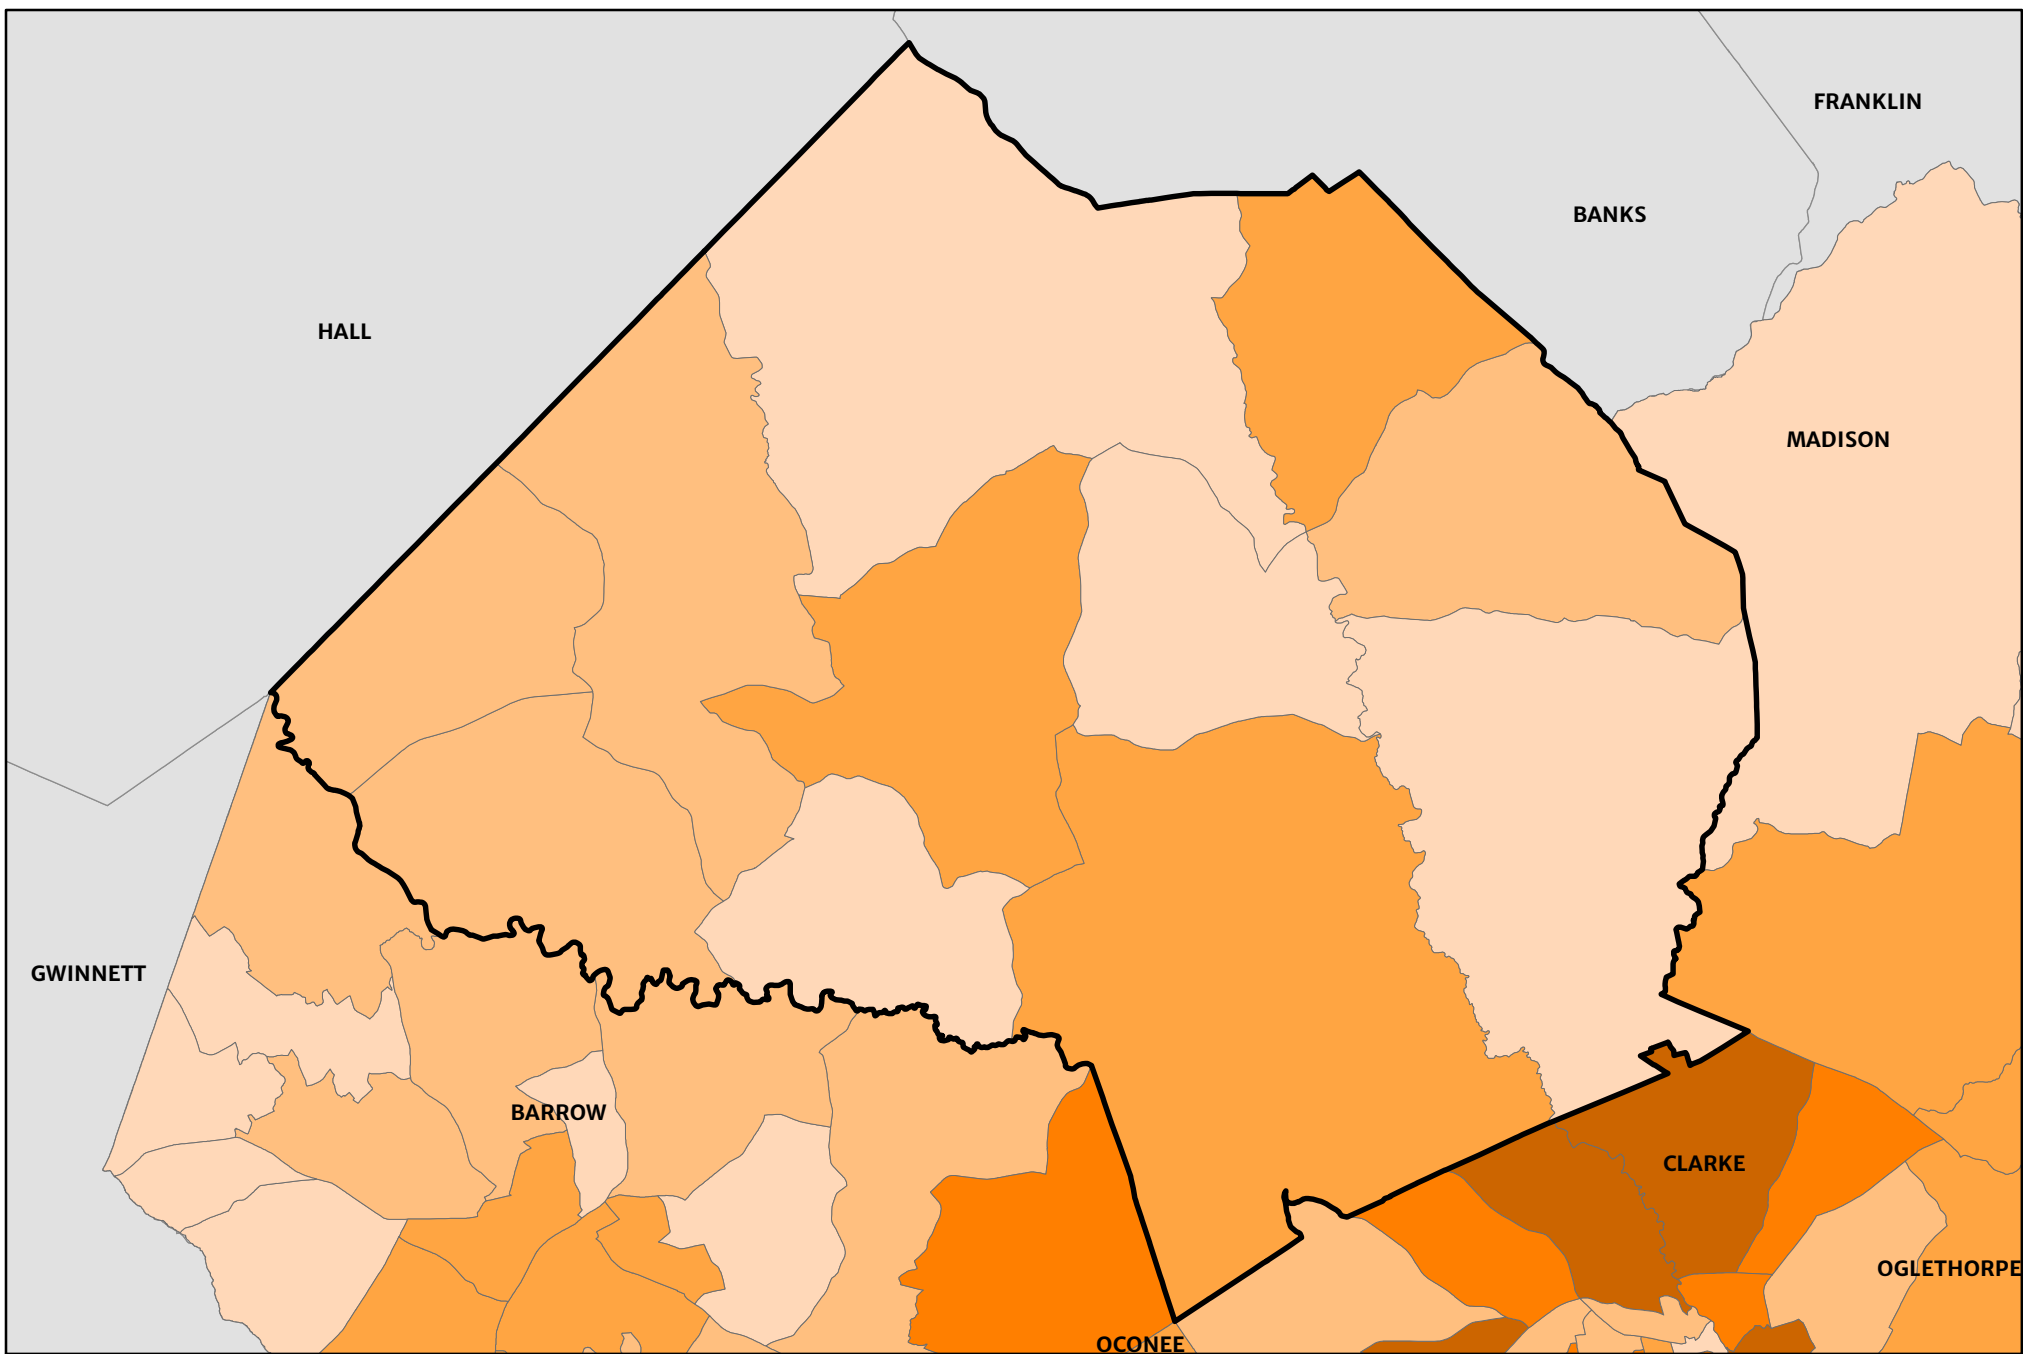 FRANKLIN
BANKS
HALL
MADISON
GWINNETT
BARROW
CLARKE
OGLETHORPE
OCONEE